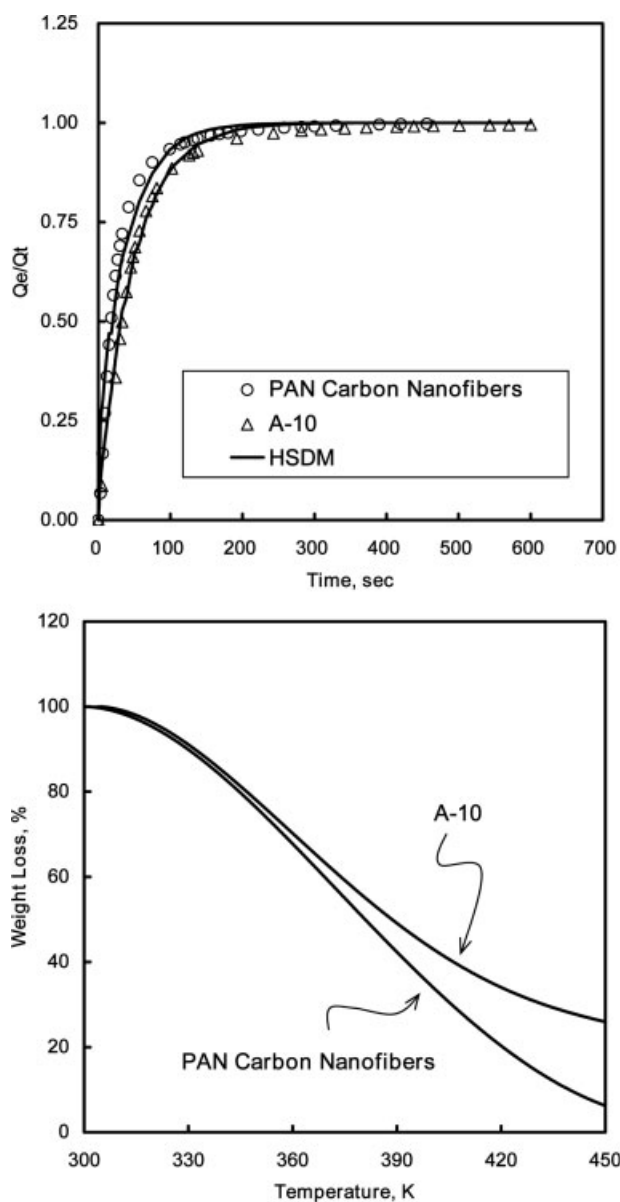 1.25
1.00
0.75
0.50
0.25
0.00
Qe/Qt
PAN Carbon Nanofibers
A-10
HSDM
0 100 200 300 400 500 600 700
Time, sec
120
100
80
60
40
20
0
Weight Loss, %
A-10
PAN Carbon Nanofibers
300 330 360 390 420 450
Temperature, K